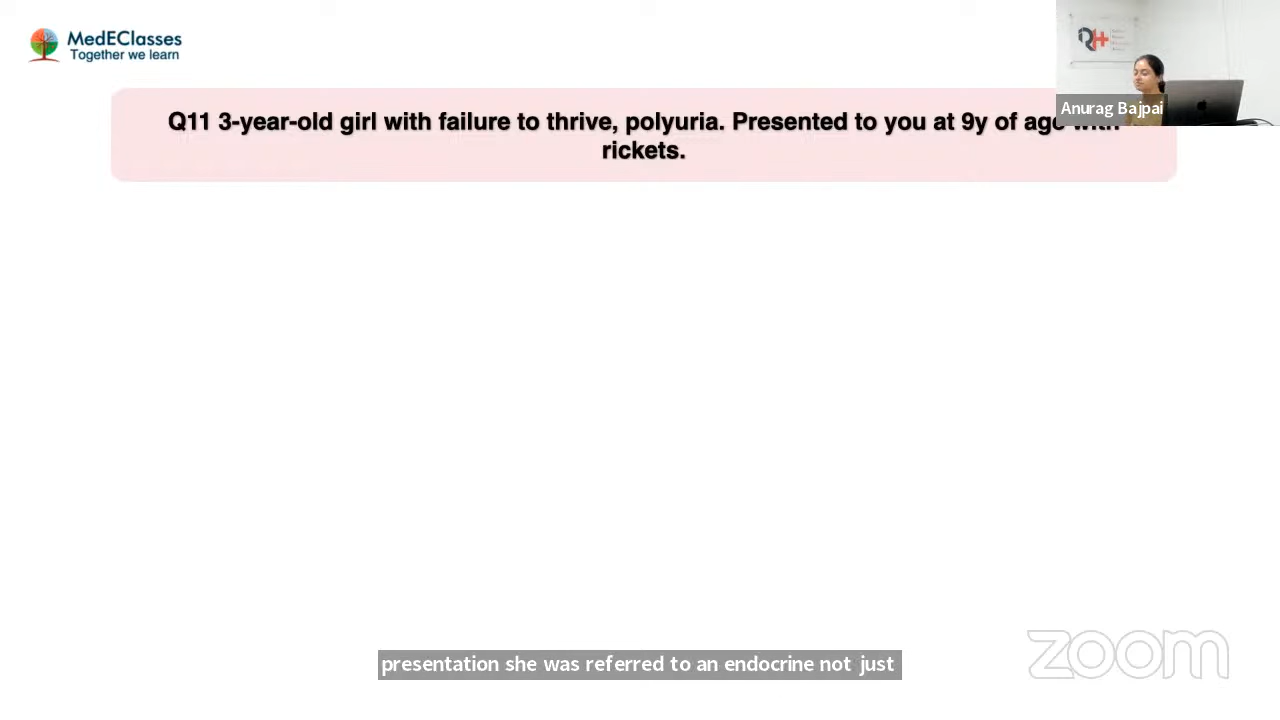 MedEClasses
Together we learn
Anurag Bajpai
Q11 3-year-old girl with failure to thrive, polyuria. Presented to you at 9y of age with
rickets.
presentation she was referred to an endocrine not just
zoom